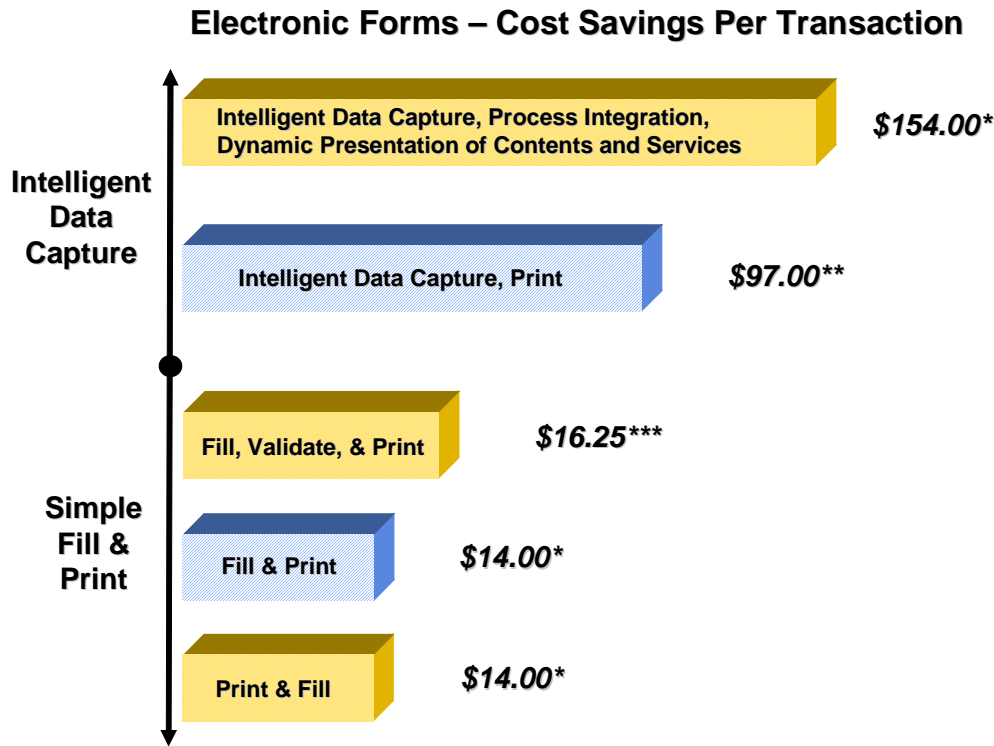 Electronic Forms – Cost Savings Per Transaction
Intelligent Data Capture, Process Integration,
Dynamic Presentation of Contents and Services
$154.00*
Intelligent
Data
Capture
Intelligent Data Capture, Print
$97.00**
Fill, Validate, & Print
$16.25***
Simple
Fill &
Print
Fill & Print
$14.00*
Print & Fill
$14.00*